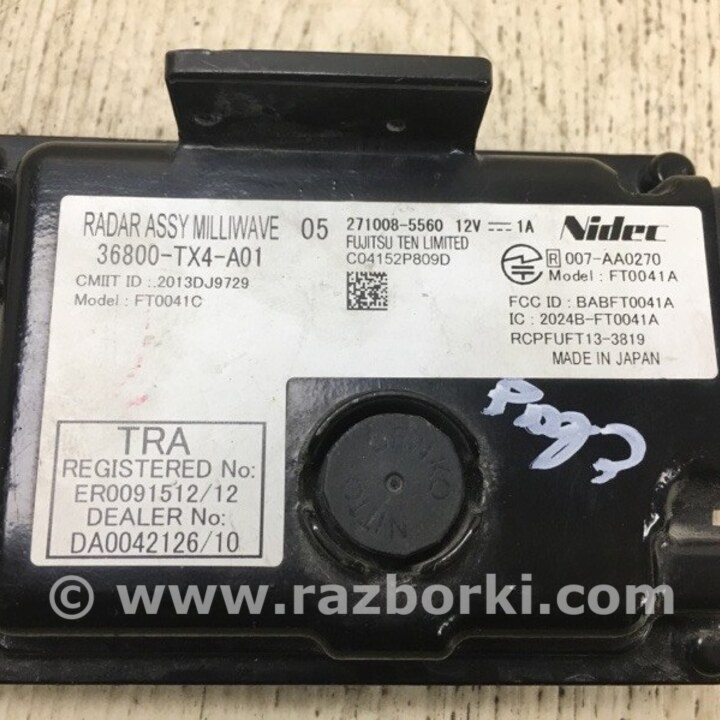 RADAR ASSY MILLIWAVE 05
36800-TX4-A01
CMIIT ID : 2013DJ9729
Model : FT0041C
271008-5560 12V 1A
FUJITSU TEN LIMITED
C04152P809D
Nidec
R 007-AA0270
Model : FT0041A
FCC ID : BABFT0041A
IC : 2024B-FT0041A
RCPFUFT13-3819
MADE IN JAPAN
TRA
REGISTERED No:
ER0091512/12
DEALER No:
DA0042126/10
NITTO
© www.razborki.com